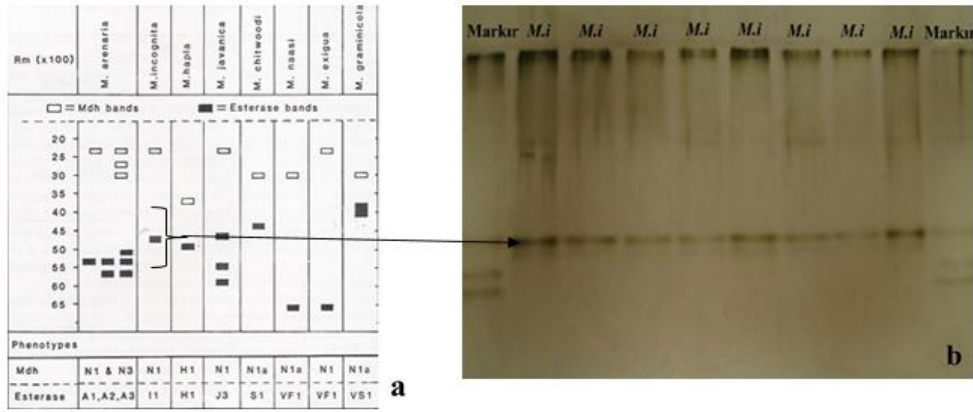 Rm (x100) M. arenaria M.incognita M.hapla M. javanica M. chitwoodi M. naasi M. exigua M. graminicola
= Mdh bands = Esterase bands
20
25
30
35
40
45
50
55
60
65
Phenotypes
Mdh N1 & N3 N1 H1 N1 N1a N1a N1 N1a
Esterase A1,A2,A3 I1 H1 J3 S1 VF1 VF1 VS1
a
Markır M.i M.i M.i M.i M.i M.i M.i M.i Markır
b